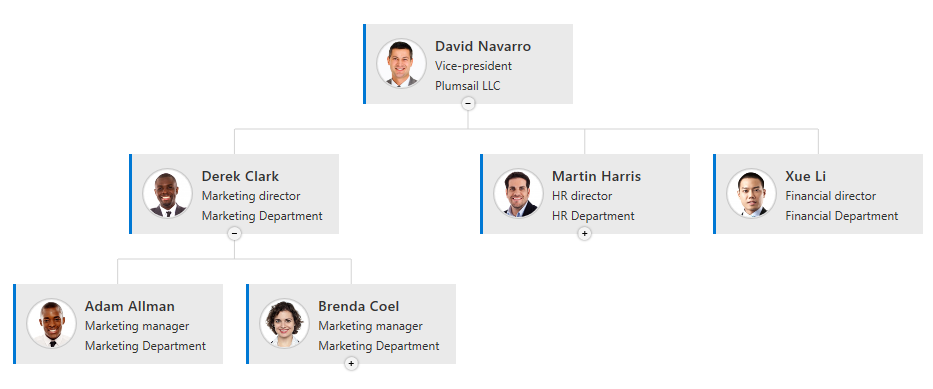 David Navarro
Vice-president
Plumsail LLC
Derek Clark
Marketing director
Marketing Department
Martin Harris
HR director
HR Department
Xue Li
Financial director
Financial Department
Adam Allman
Marketing manager
Marketing Department
Brenda Coel
Marketing manager
Marketing Department